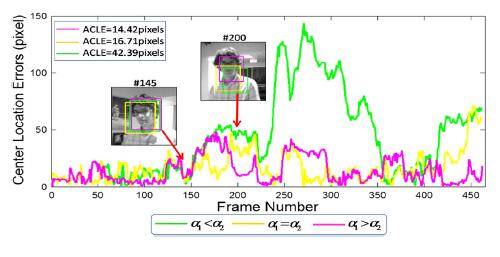 150
100
50
0
Center Location Errors (pixel)
ACLE=14.42pixels
ACLE=16.71pixels
ACLE=42.39pixels
#145
#200
0 50 100 150 200 250 300 350 400 450
Frame Number
α₁<α₂ α₁=α₂ α₁>α₂